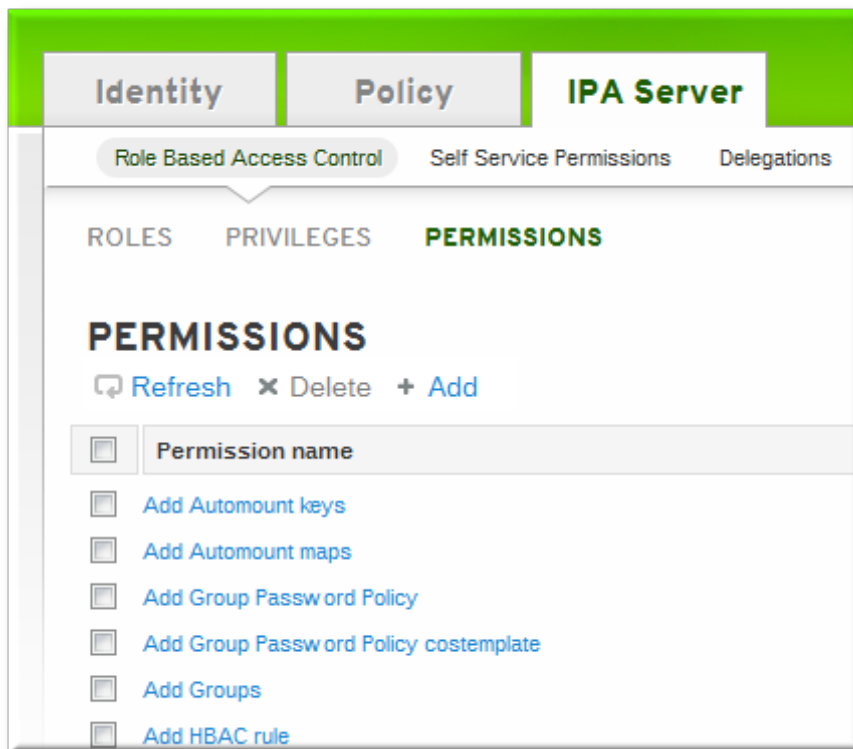 Identity Policy IPA Server
Role Based Access Control Self Service Permissions Delegations
ROLES PRIVILEGES PERMISSIONS
PERMISSIONS
Refresh Delete + Add
Permission name
Add Automount keys
Add Automount maps
Add Group Password Policy
Add Group Password Policy costemplate
Add Groups
Add HBAC rule